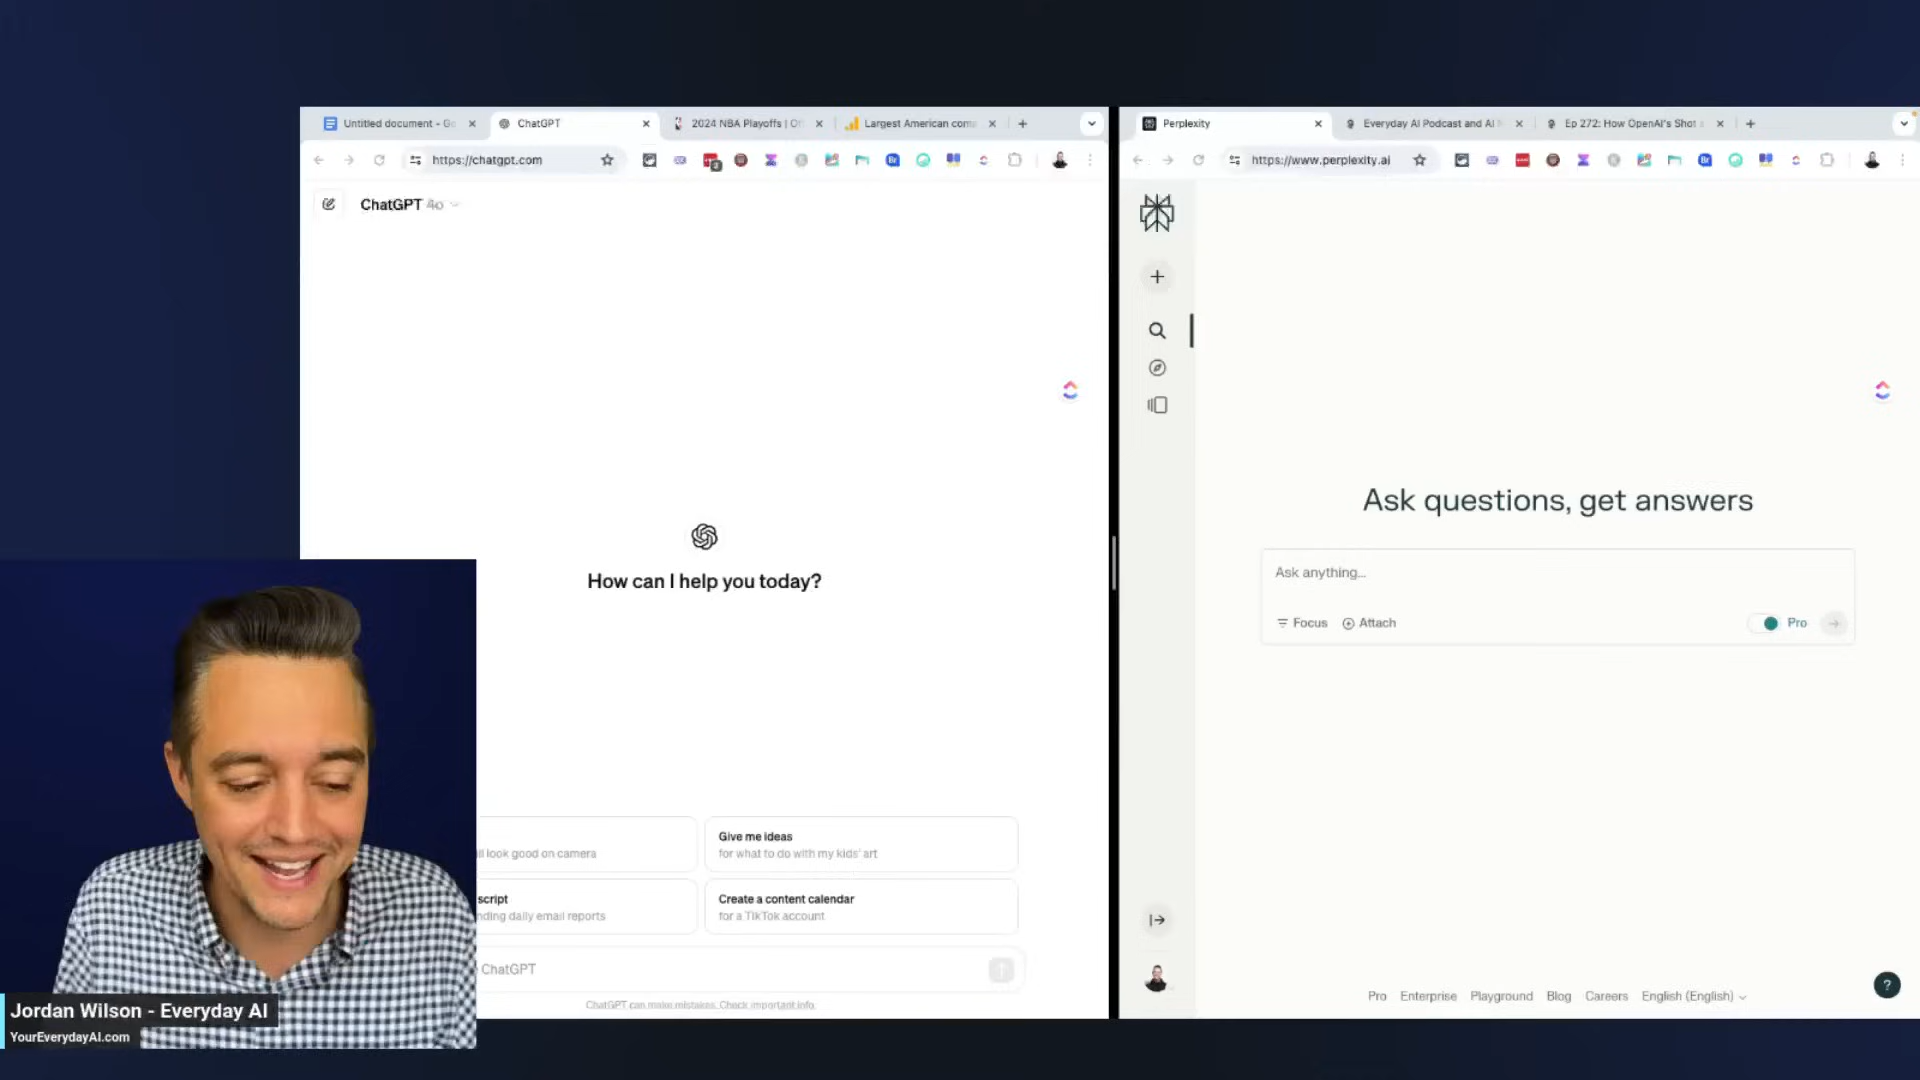 Untitled document - Go
ChatGPT
2024 NBA Playoffs | Of
Largest American com
https://chatgpt.com
ChatGPT 4o
How can I help you today?
look good on camera
Give me ideas
for what to do with my kids' art
script
nding daily email reports
Create a content calendar
for a TikTok account
ChatGPT
ChatGPT can make mistakes. Check important info.
Perplexity
Everyday AI Podcast and AI N
Ep 272: How OpenAI's Shot a
https://www.perplexity.ai
Ask questions, get answers
Ask anything...
Focus
Attach
Pro
Pro
Enterprise
Playground
Blog
Careers
English (English)
?
Jordan Wilson - Everyday AI
YourEverydayAI.com